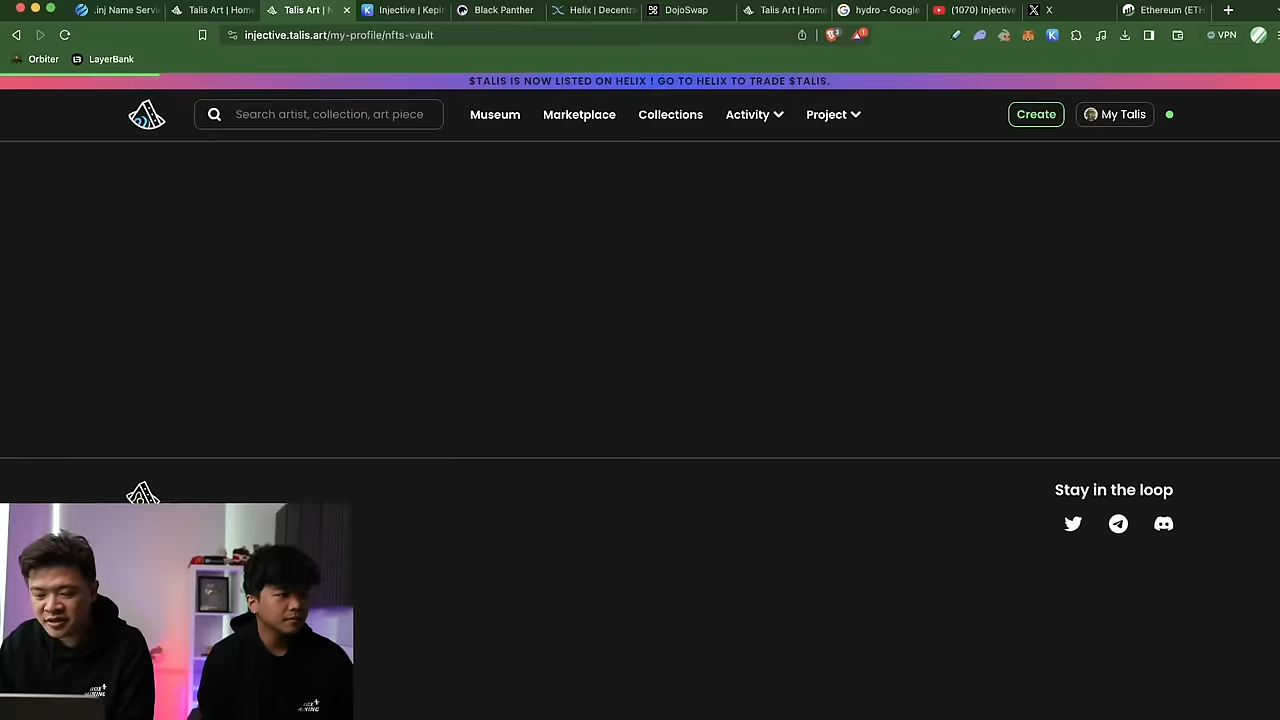 .inj Name Servi
Talis Art | Home
Talis Art | N
Injective | Kepl
Black Panther
Helix | Decentra
DojoSwap
Talis Art | Home
hydro - Google
(1070) Injective
X
Ethereum (ETH
injective.talis.art/my-profile/nfts-vault
3
1
VPN
Orbiter
LayerBank
$TALIS IS NOW LISTED ON HELIX ! GO TO HELIX TO TRADE $TALIS.
Search artist, collection, art piece
Museum
Marketplace
Collections
Activity
Project
Create
My Talis
Stay in the loop